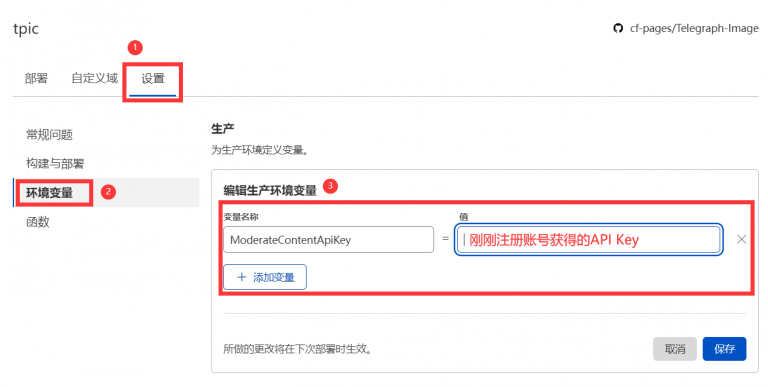 tpic
cf-pages/Telegraph-Image
1
部署 自定义域 设置
常规问题
构建与部署
环境变量 2
函数
生产
为生产环境定义变量。
编辑生产环境变量 3
变量名称 值
ModerateContentApiKey = 刚刚注册账号获得的API Key
+ 添加变量
所做的更改将在下次部署时生效。
取消 保存